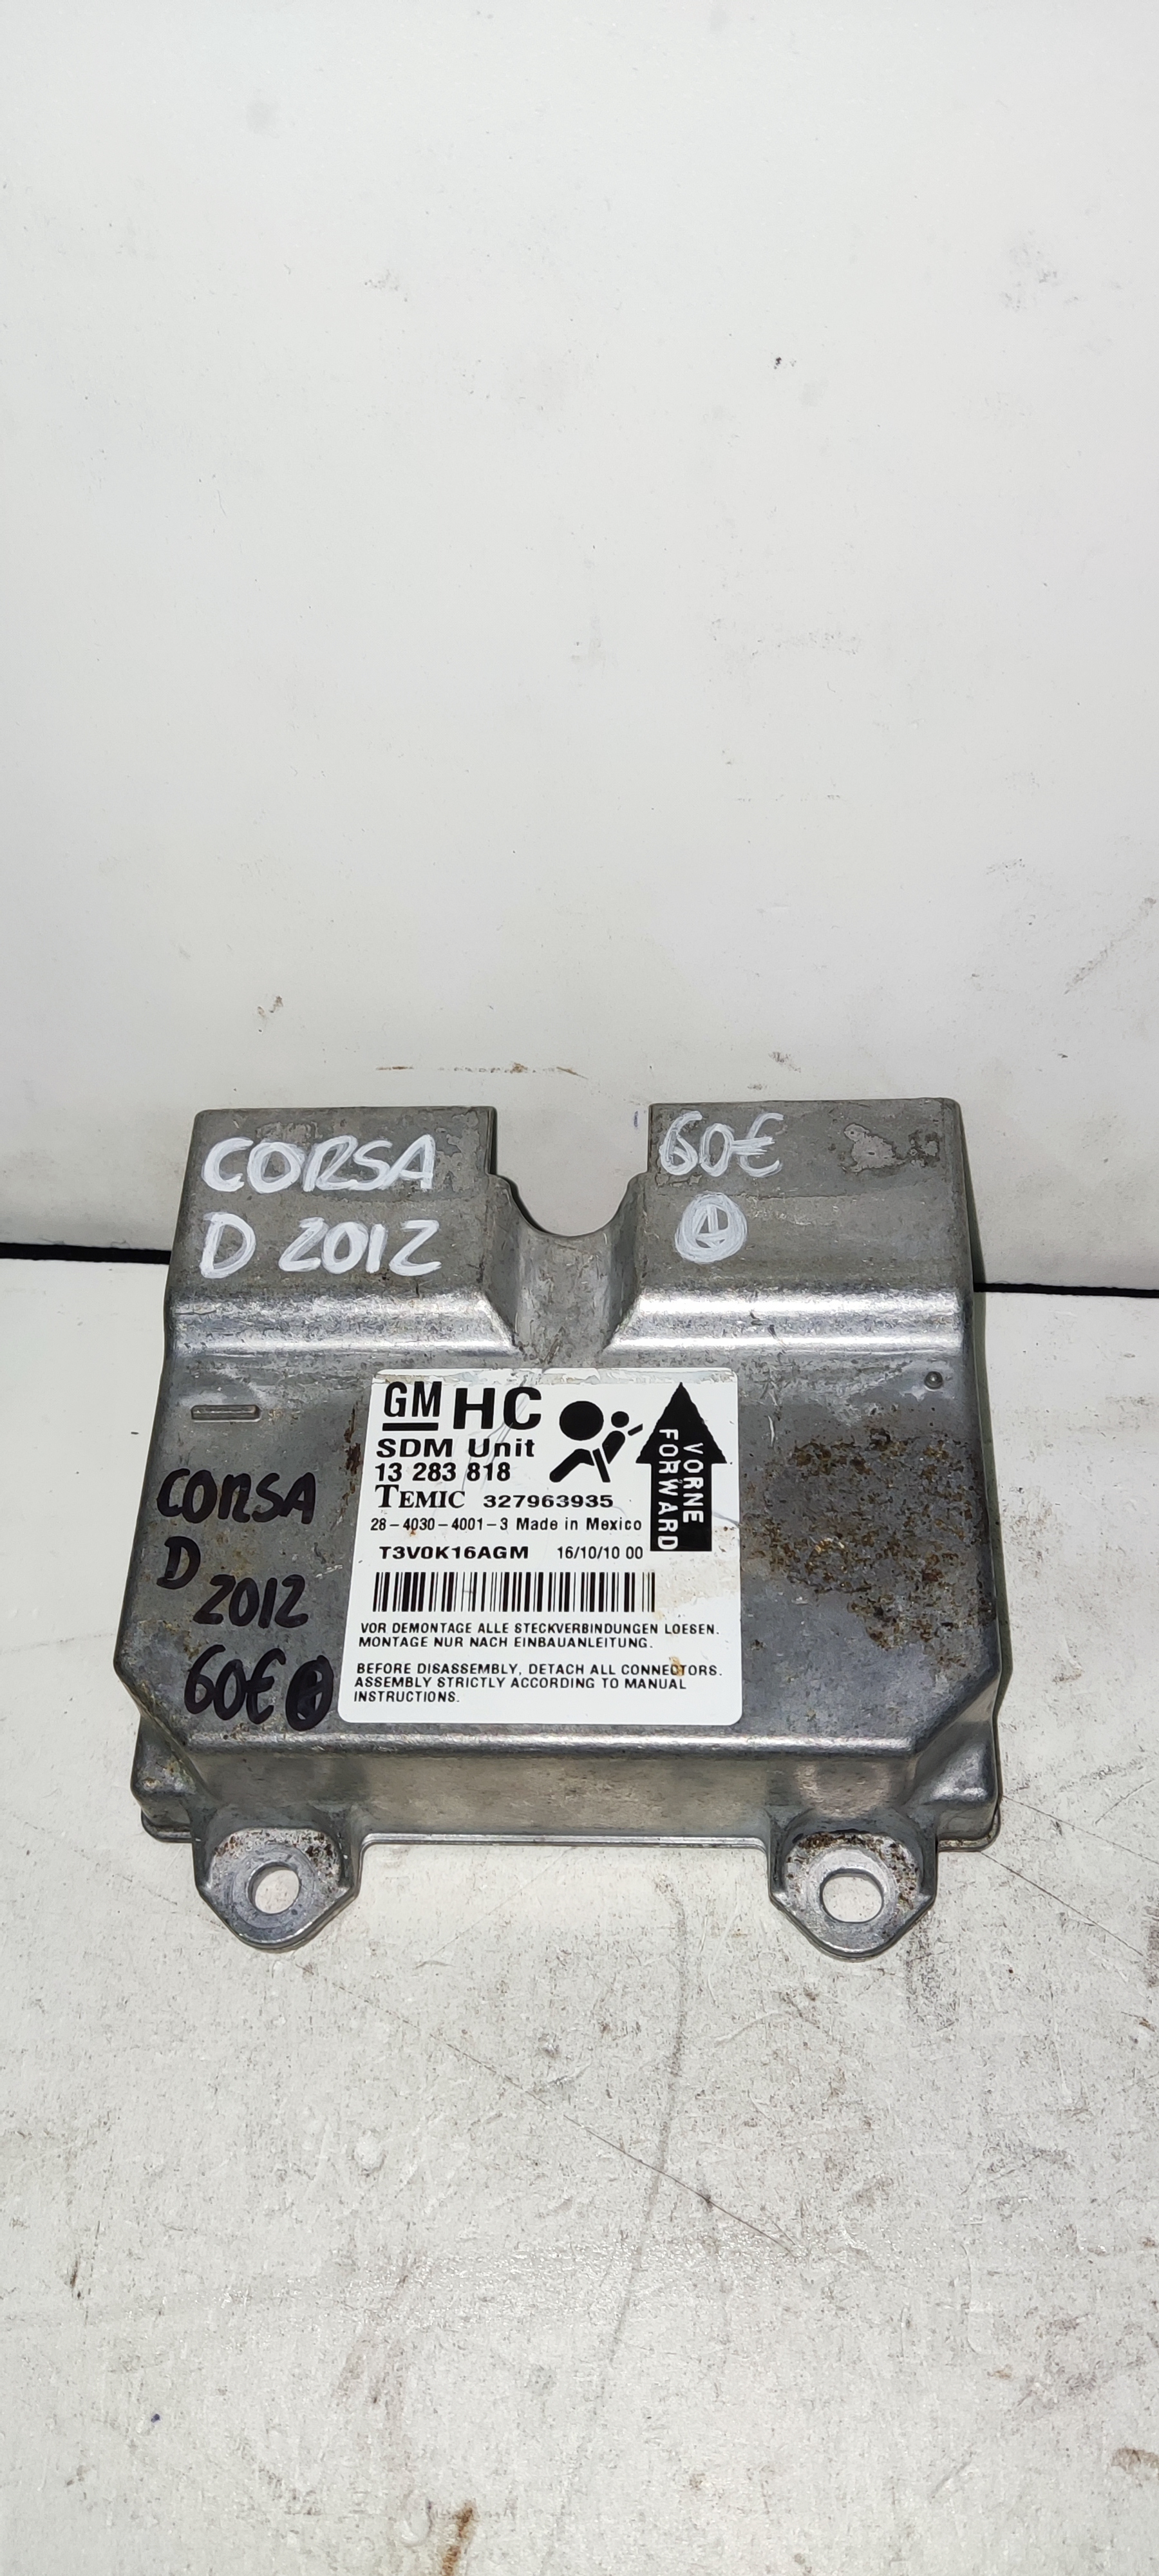 CORSA
D 2012
60€
A
GM HC
SDM Unit
13 283 818
TEMIC 327963935
28-4030-4001-3 Made in Mexico
T3V0K16AGM 16/10/10 00
VORNE
FORWARD
VOR DEMONTAGE ALLE STECKVERBINDUNGEN LOESEN.
MONTAGE NUR NACH EINBAUANLEITUNG.
BEFORE DISASSEMBLY, DETACH ALL CONNECTORS.
ASSEMBLY STRICTLY ACCORDING TO MANUAL
INSTRUCTIONS.
CORSA
D
2012
60€